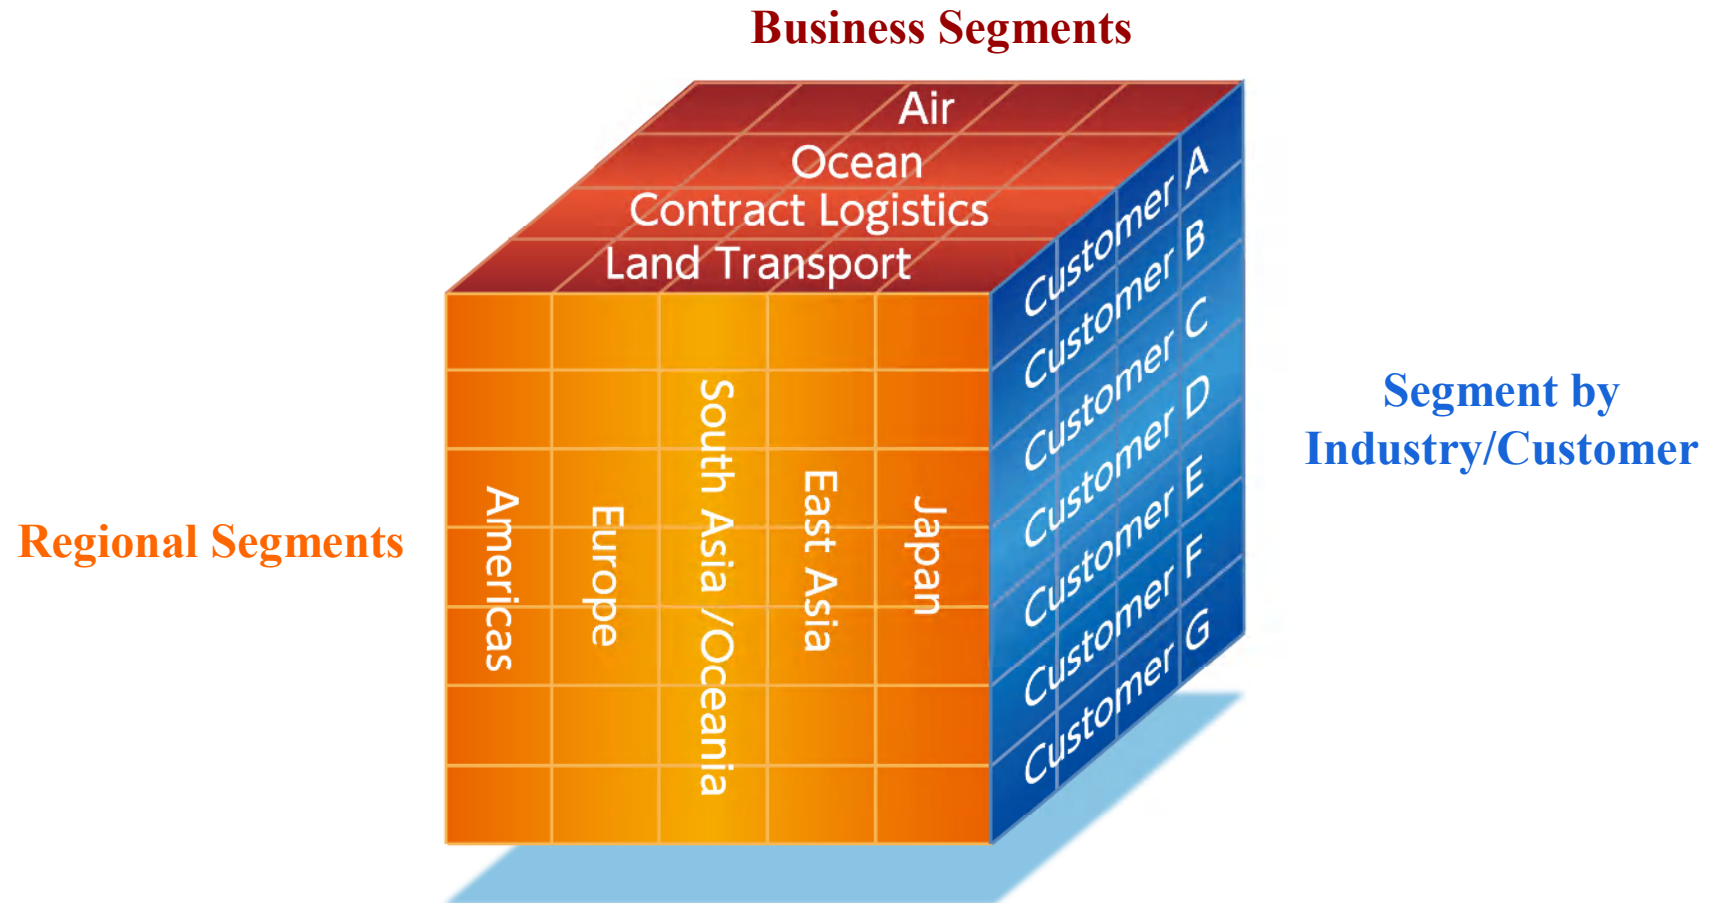 Business Segments
Air
Ocean
Contract Logistics
Land Transport
Customer A
Customer B
Customer C
Customer D
Customer E
Customer F
Customer G
Segment by
Industry/Customer
Regional Segments
Americas
Europe
South Asia /Oceania
East Asia
Japan